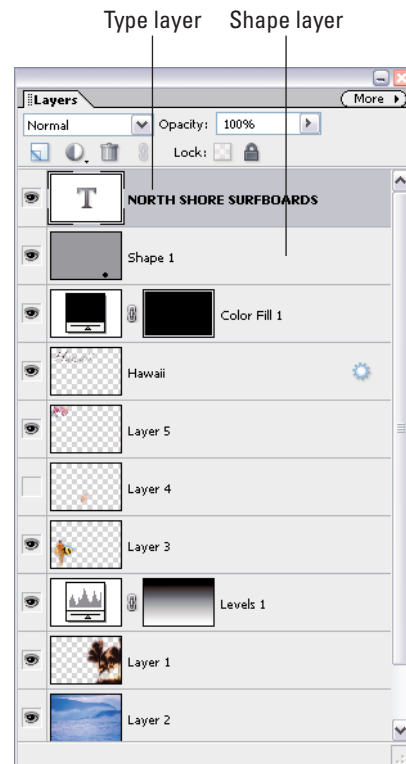 Type layer Shape layer
Layers More
Normal Opacity: 100%
Lock:
T NORTH SHORE SURFBOARDS
Shape 1
Color Fill 1
Hawaii
Layer 5
Layer 4
Layer 3
Levels 1
Layer 1
Layer 2